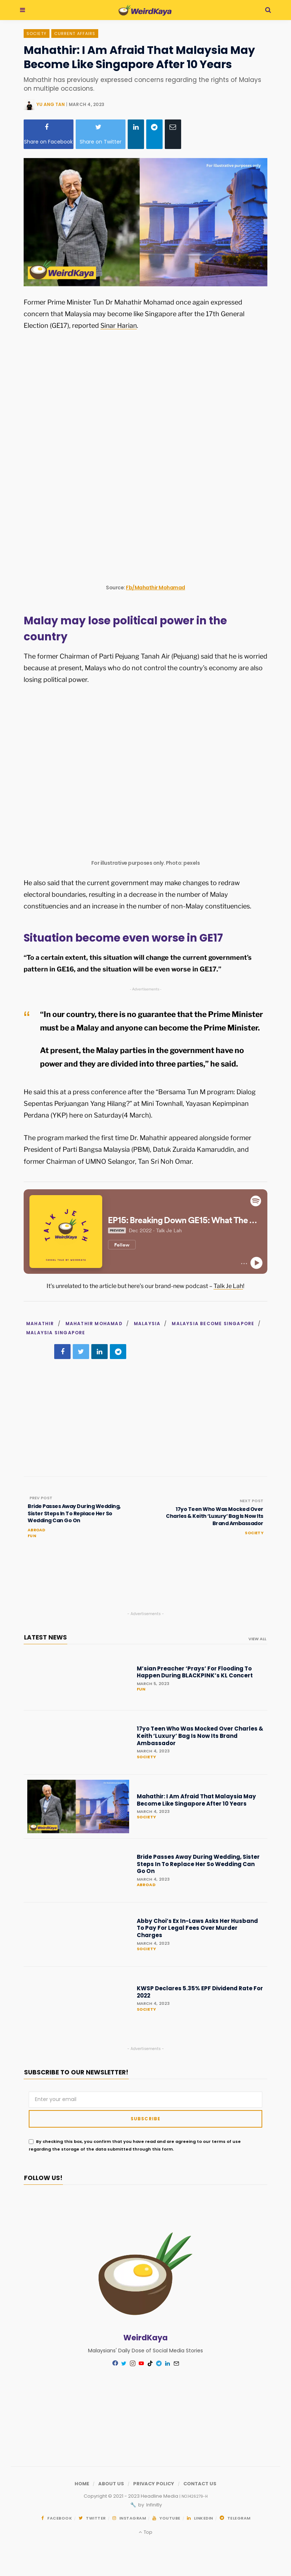 WeirdKaya
SOCIETY
CURRENT AFFAIRS
Mahathir: I Am Afraid That Malaysia May
Become Like Singapore After 10 Years
Mahathir has previously expressed concerns regarding the rights of Malays
on multiple occasions.
YU ANG TAN | MARCH 4, 2023
Share on Facebook
Share on Twitter
For illustrative purposes only
WeirdKaya
Former Prime Minister Tun Dr Mahathir Mohamad once again expressed
concern that Malaysia may become like Singapore after the 17th General
Election (GE17), reported Sinar Harian.
Source: Fb/Mahathir Mohamad
Malay may lose political power in the
country
The former Chairman of Parti Pejuang Tanah Air (Pejuang) said that he is worried
because at present, Malays who do not control the country's economy are also
losing political power.
For illustrative purposes only. Photo: pexels
He also said that the current government may make changes to redraw
electoral boundaries, resulting in a decrease in the number of Malay
constituencies and an increase in the number of non-Malay constituencies.
Situation become even worse in GE17
"To a certain extent, this situation will change the current government's
pattern in GE16, and the situation will be even worse in GE17."
- Advertisements -
"In our country, there is no guarantee that the Prime Minister
must be a Malay and anyone can become the Prime Minister.
At present, the Malay parties in the government have no
power and they are divided into three parties," he said.
He said this at a press conference after the "Bersama Tun M program: Dialog
Sepentas Perjuangan Yang Hilang?" at Mini Townhall, Yayasan Kepimpinan
Perdana (YKP) here on Saturday(4 March).
The program marked the first time Dr. Mahathir appeared alongside former
President of Parti Bangsa Malaysia (PBM), Datuk Zuraida Kamaruddin, and
former Chairman of UMNO Selangor, Tan Sri Noh Omar.
TALK JE LAH
EP15: Breaking Down GE15: What The ...
PREVIEW Dec 2022 · Talk Je Lah
Follow
It's unrelated to the article but here's our brand-new podcast – Talk Je Lah!
MAHATHIR / MAHATHIR MOHAMAD / MALAYSIA / MALAYSIA BECOME SINGAPORE /
MALAYSIA SINGAPORE
PREV POST
Bride Passes Away During Wedding,
Sister Steps In To Replace Her So
Wedding Can Go On
ABROAD
FUN
NEXT POST
17yo Teen Who Was Mocked Over
Charles & Keith 'Luxury' Bag Is Now Its
Brand Ambassador
SOCIETY
- Advertisements -
LATEST NEWS
VIEW ALL
M'sian Preacher 'Prays' For Flooding To
Happen During BLACKPINK's KL Concert
MARCH 5, 2023
FUN
17yo Teen Who Was Mocked Over Charles &
Keith 'Luxury' Bag Is Now Its Brand
Ambassador
MARCH 4, 2023
SOCIETY
WeirdKaya
Mahathir: I Am Afraid That Malaysia May
Become Like Singapore After 10 Years
MARCH 4, 2023
SOCIETY
Bride Passes Away During Wedding, Sister
Steps In To Replace Her So Wedding Can
Go On
MARCH 4, 2023
ABROAD
Abby Choi's Ex In-Laws Asks Her Husband
To Pay For Legal Fees Over Murder
Charges
MARCH 4, 2023
SOCIETY
KWSP Declares 5.35% EPF Dividend Rate For
2022
MARCH 4, 2023
SOCIETY
- Advertisements -
SUBSCRIBE TO OUR NEWSLETTER!
Enter your email
SUBSCRIBE
By checking this box, you confirm that you have read and are agreeing to our terms of use
regarding the storage of the data submitted through this form.
FOLLOW US!
WeirdKaya
Malaysians' Daily Dose of Social Media Stories
HOME | ABOUT US | PRIVACY POLICY | CONTACT US
Copyright © 2021 - 2023 Headline Media
by Infinitiy
FACEBOOK TWITTER INSTAGRAM YOUTUBE LINKEDIN TELEGRAM
Top